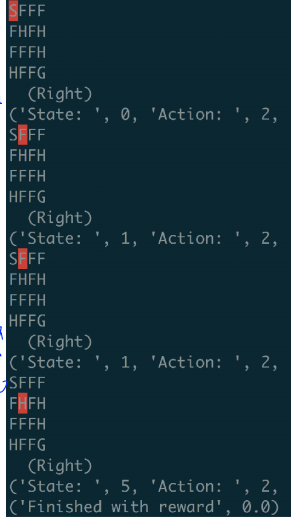 SFFF
FHFH
FFFH
HFFG
(Right)
('State: ', 0, 'Action: ', 2,
SFFF
FHFH
FFFH
HFFG
(Right)
('State: ', 1, 'Action: ', 2,
SFFF
FHFH
FFFH
HFFG
(Right)
('State: ', 1, 'Action: ', 2,
SFFF
FHFH
FFFH
HFFG
(Right)
('State: ', 5, 'Action: ', 2,
('Finished with reward', 0.0)